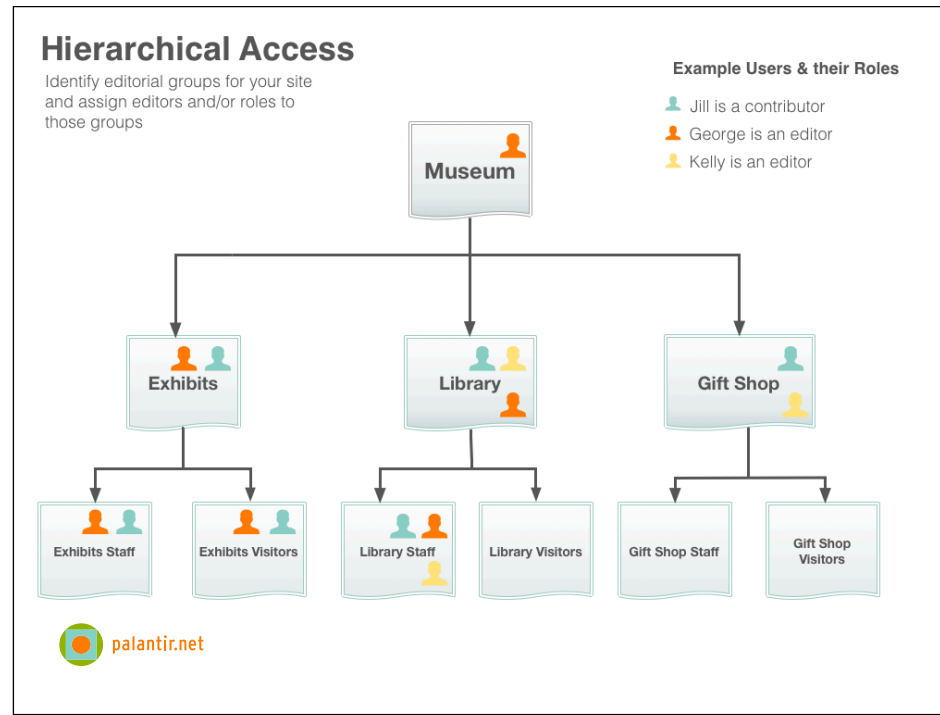 Hierarchical Access
Identify editorial groups for your site
and assign editors and/or roles to
those groups
Example Users & their Roles
Jill is a contributor
George is an editor
Kelly is an editor
Museum
Exhibits
Library
Gift Shop
Exhibits Staff
Exhibits Visitors
Library Staff
Library Visitors
Gift Shop Staff
Gift Shop
Visitors
palantir.net